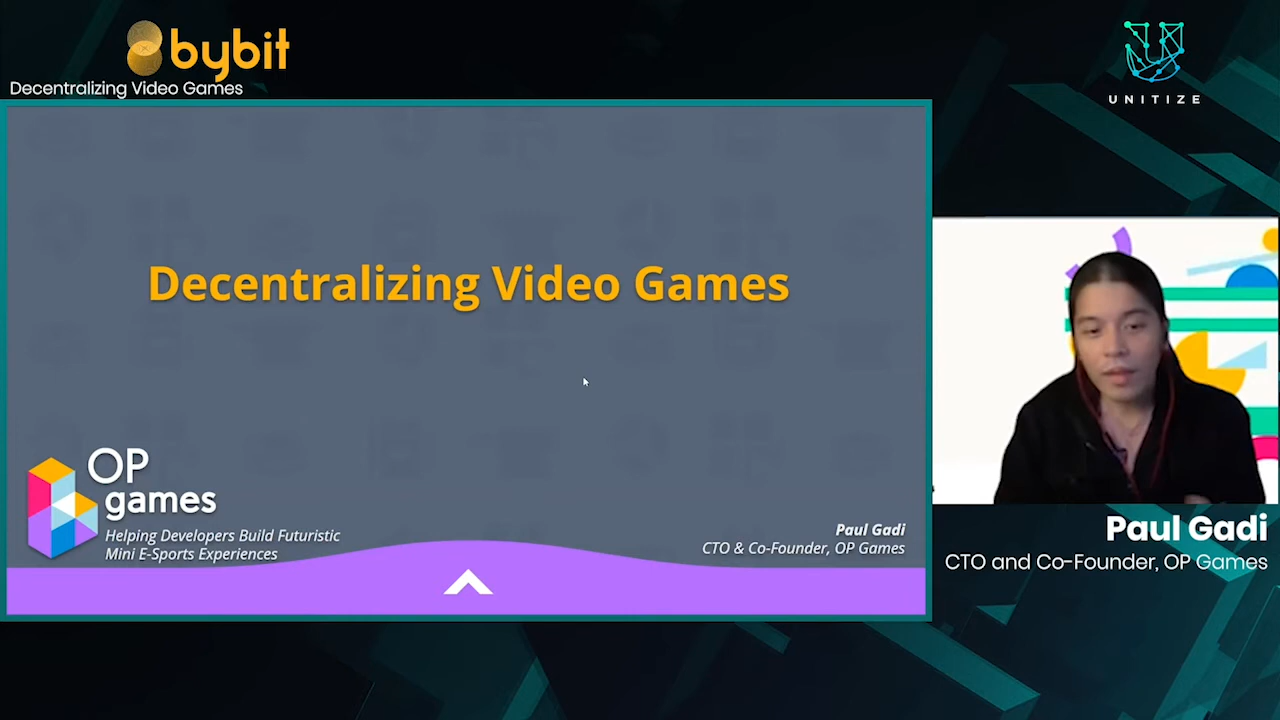 bybit
Decentralizing Video Games
UNITIZE
Decentralizing Video Games
OP
games
Helping Developers Build Futuristic
Mini E-Sports Experiences
Paul Gadi
CTO & Co-Founder, OP Games
Paul Gadi
CTO and Co-Founder, OP Games